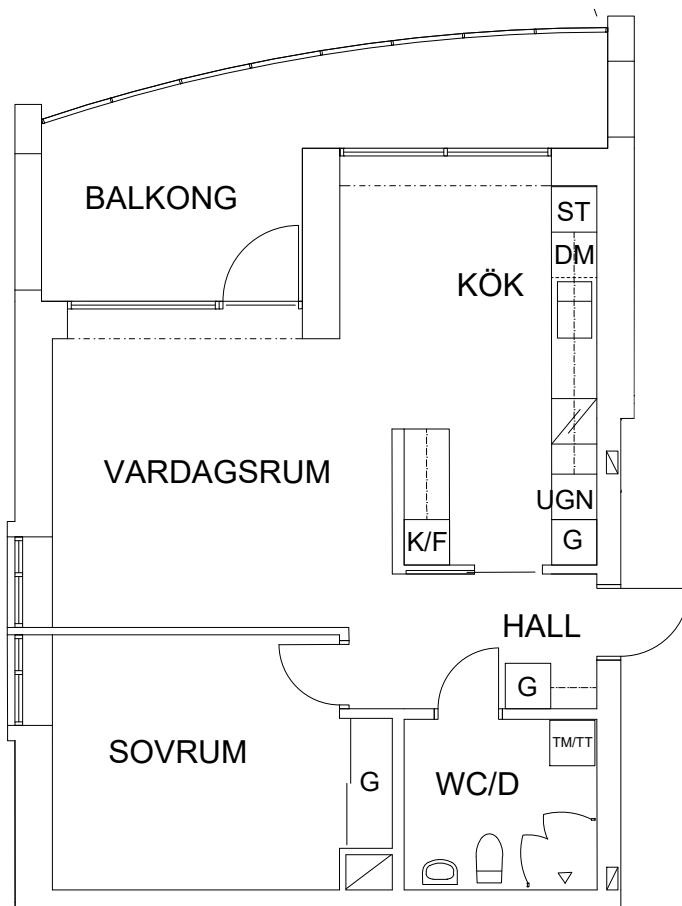 BALKONG
ST
DM
KÖK
VARDAGSRUM
UGN
K/F
G
HALL
G
SOVRUM
G
WC/D
TM/TT